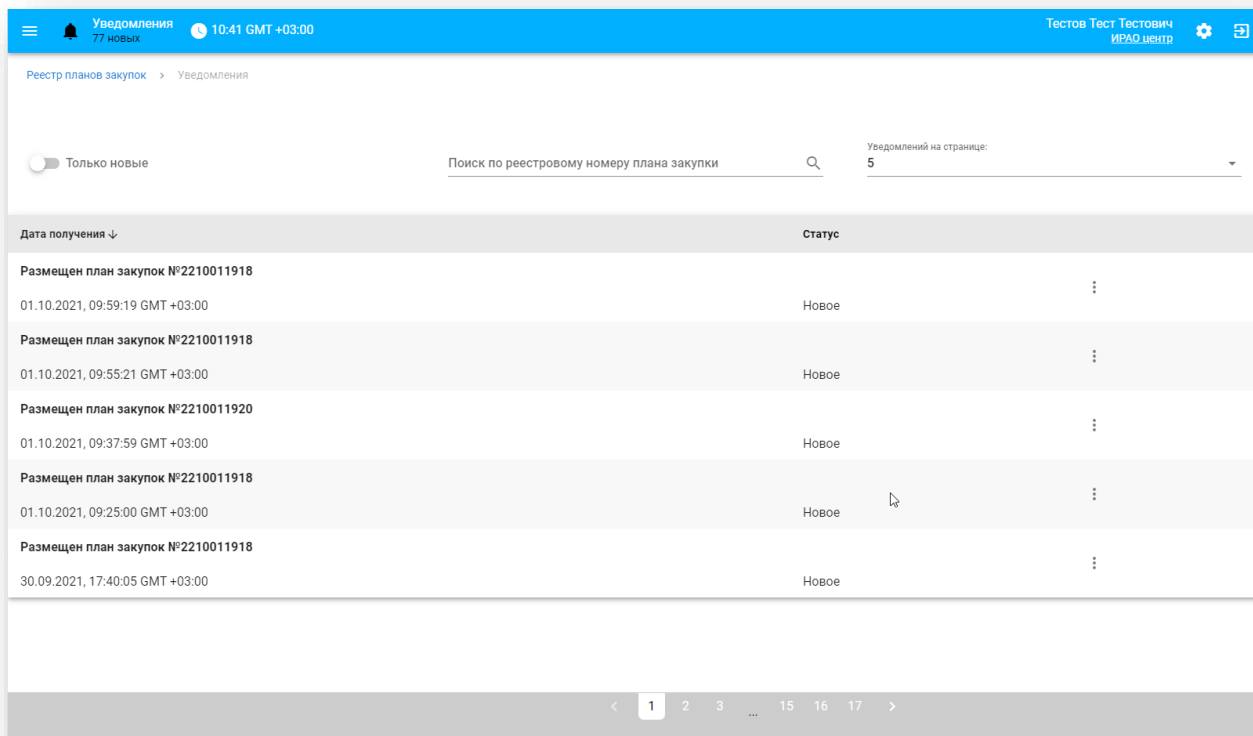 Уведомления
77 новых
10:41 GMT +03:00
Тестов Тест Тестович
ИРАО центр
Реестр планов закупок > Уведомления
Только новые
Поиск по реестровому номеру плана закупки
Уведомлений на странице:
5
Дата получения Статус
Размещен план закупок №2210011918
01.10.2021, 09:59:19 GMT +03:00 Новое
Размещен план закупок №2210011918
01.10.2021, 09:55:21 GMT +03:00 Новое
Размещен план закупок №2210011920
01.10.2021, 09:37:59 GMT +03:00 Новое
Размещен план закупок №2210011918
01.10.2021, 09:25:00 GMT +03:00 Новое
Размещен план закупок №2210011918
30.09.2021, 17:40:05 GMT +03:00 Новое
1 2 3 ... 15 16 17